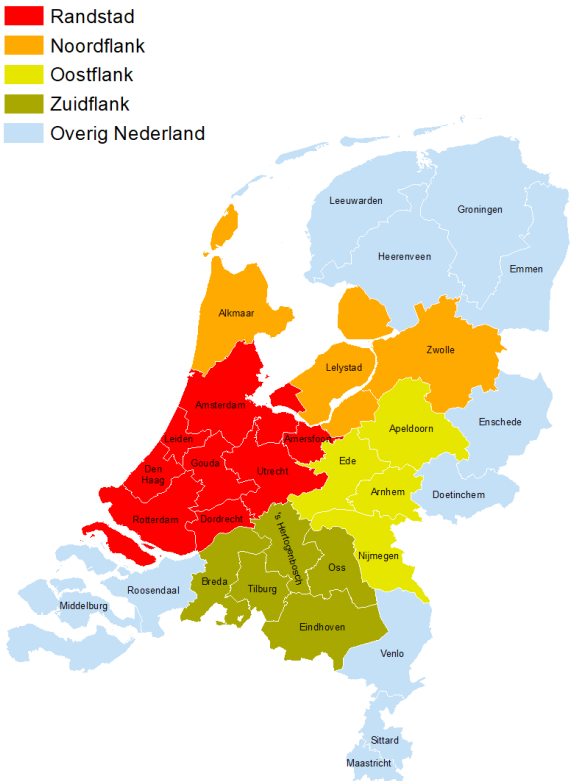 Randstad
Noordflank
Oostflank
Zuidflank
Overig Nederland
Leeuwarden
Groningen
Heerenveen
Emmen
Alkmaar
Zwolle
Lelystad
Amsterdam
Enschede
Apeldoorn
Leiden
Amersfoort
Gouda
Ede
Den
Haag
Utrecht
Arnhem
Doetinchem
Rotterdam
Dordrecht
's Hertogenbosch
Nijmegen
Oss
Breda
Roosendaal
Tilburg
Middelburg
Eindhoven
Venlo
Sittard
Maastricht